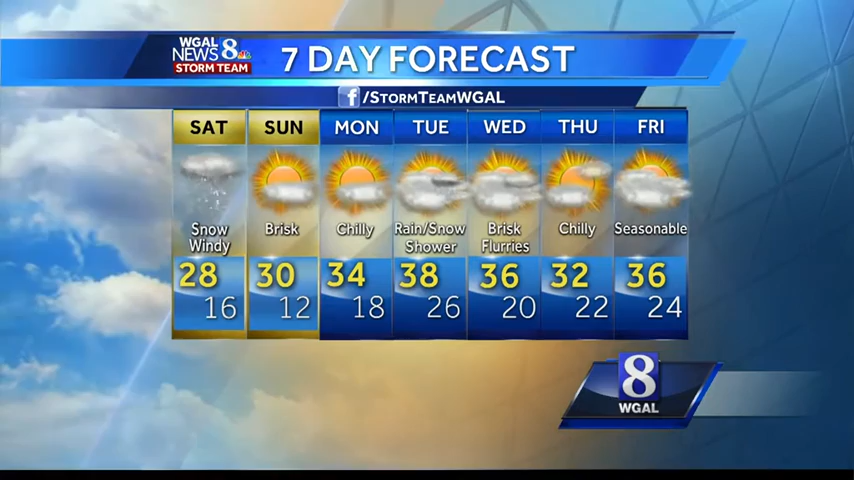 WGAL
NEWS 8
STORM TEAM
7 DAY FORECAST
f/STORMTEAMWGAL
SAT SUN MON TUE WED THU FRI
Snow Windy Brisk Chilly Rain/Snow Shower Brisk Flurries Chilly Seasonable
28 30 34 38 36 32 36
16 12 18 26 20 22 24
8
WGAL